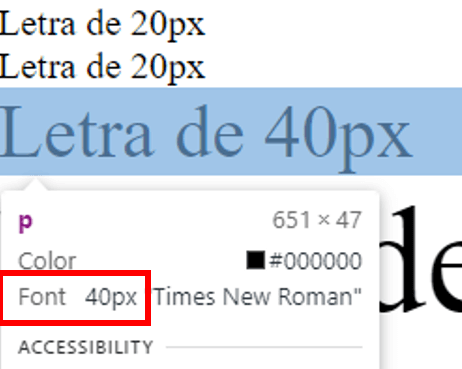 Letra de 20px
Letra de 20px
Letra de 40px
de
p 651 × 47
Color #000000
Font 40px Times New Roman"
ACCESSIBILITY